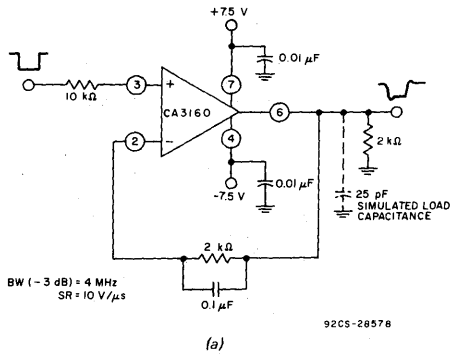 +7.5 V
0.01 µF
10 kΩ
3
+
7
CA3160
6
2
–
4
2 kΩ
0.01 µF
-7.5 V
25 pF
SIMULATED LOAD
CAPACITANCE
2 kΩ
0.1 µF
BW (- 3 dB) = 4 MHz
SR = 10 V/µs
92CS-28578
(a)